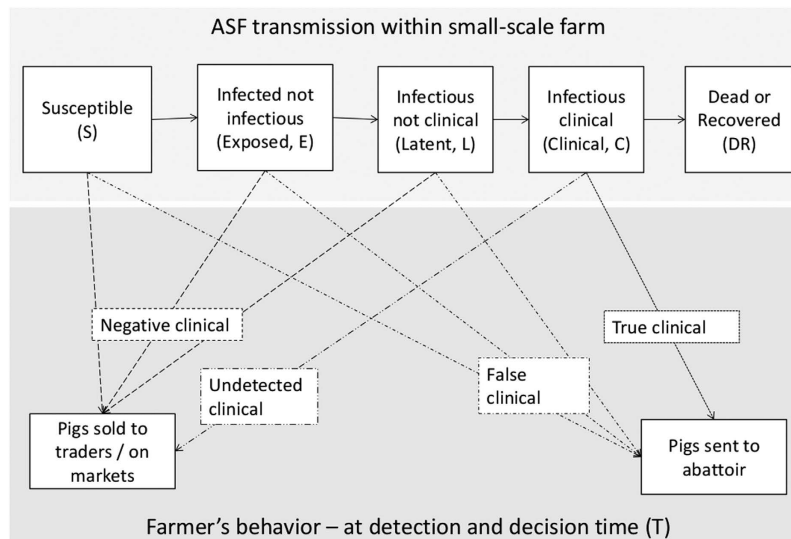 ASF transmission within small-scale farm
Susceptible
(S)
Infected not
infectious
(Exposed, E)
Infectious
not clinical
(Latent, L)
Infectious
clinical
(Clinical, C)
Dead or
Recovered
(DR)
Negative clinical
True clinical
Undetected
clinical
False
clinical
Pigs sold to
traders / on
markets
Pigs sent to
abattoir
Farmer’s behavior – at detection and decision time (T)